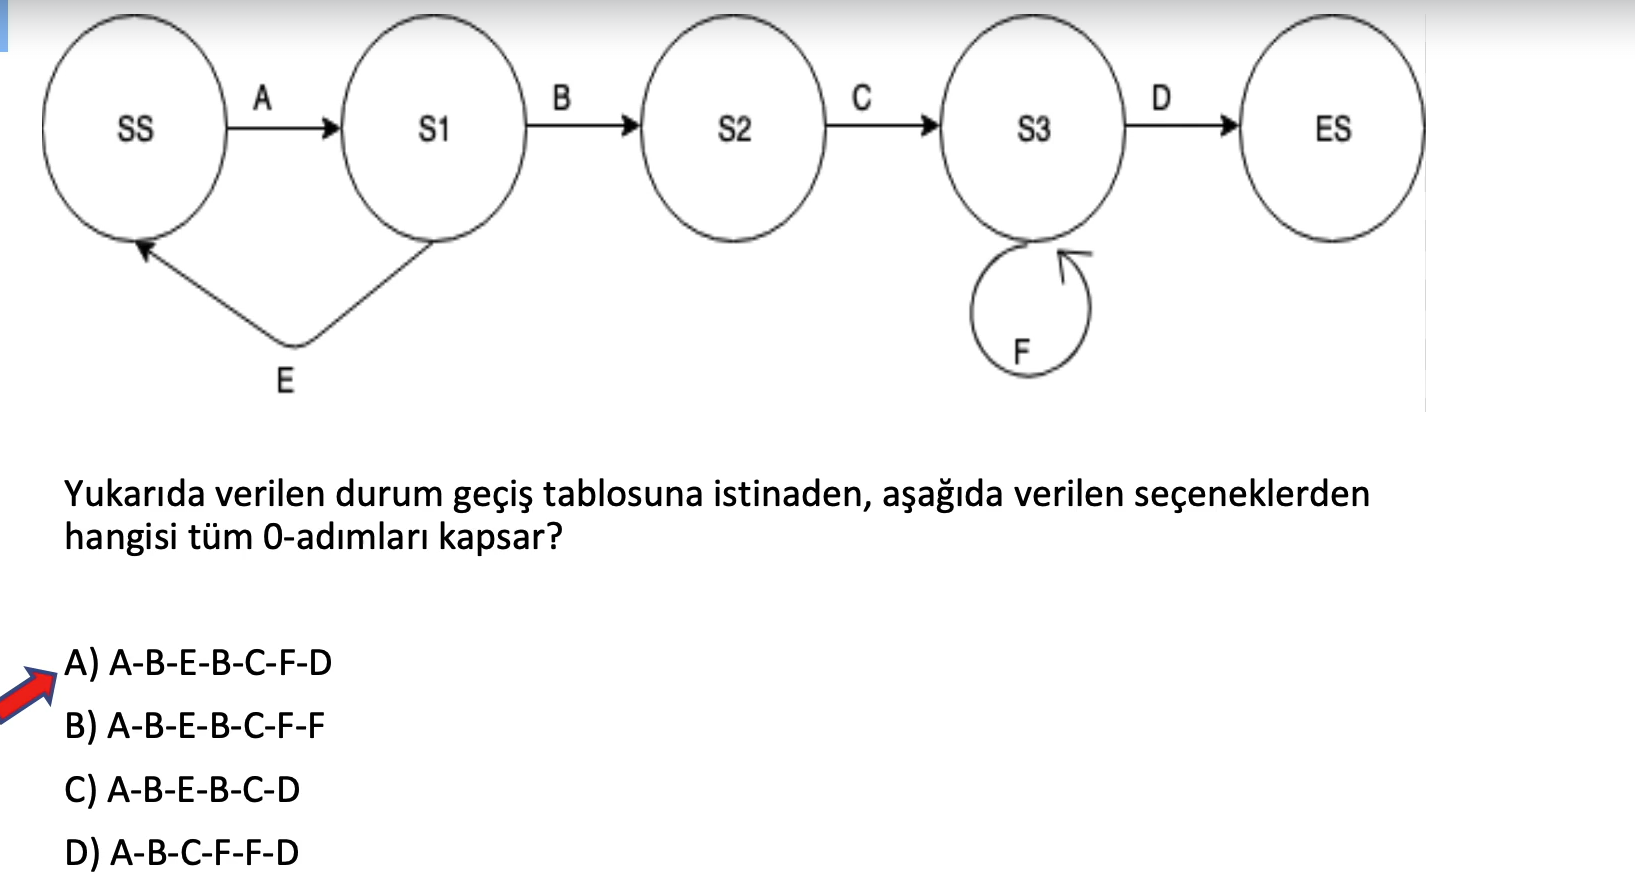 A
B
C
D
SS
S1
S2
S3
ES
F
E
Yukarıda verilen durum geçiş tablosuna istinaden, aşağıda verilen seçeneklerden
hangisi tüm 0-adımları kapsar?
A) A-B-E-B-C-F-D
B) A-B-E-B-C-F-F
C) A-B-E-B-C-D
D) A-B-C-F-F-D